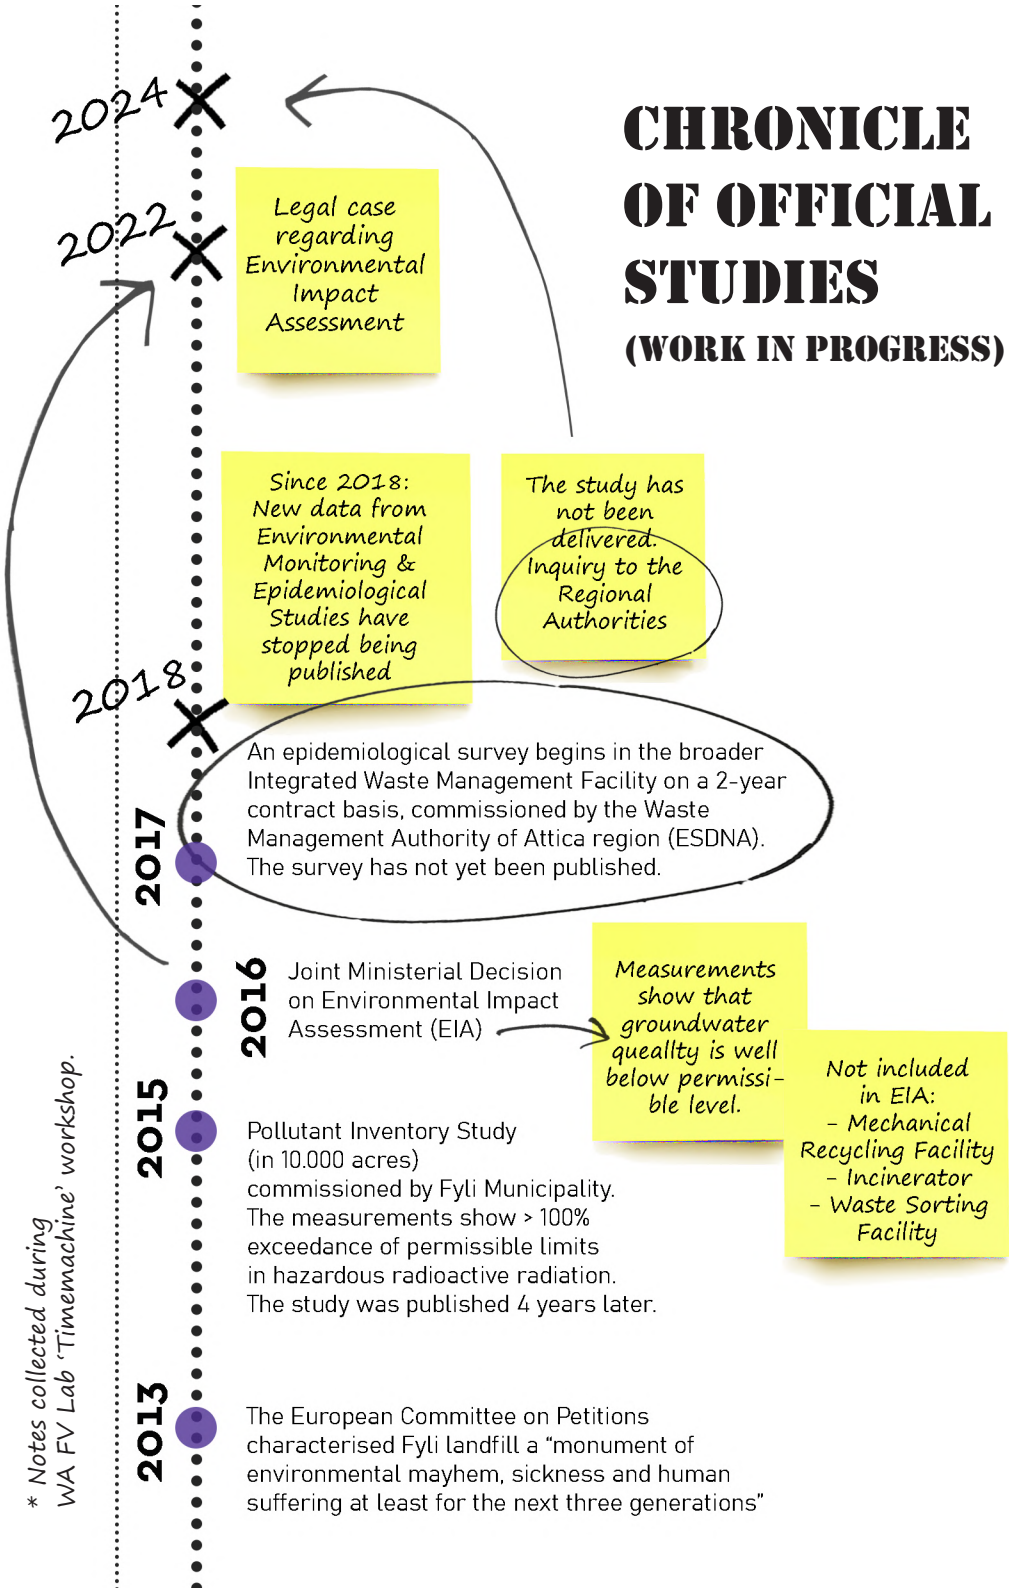 CHRONICLE
OF OFFICIAL
STUDIES
(WORK IN PROGRESS)
2024
2022
Legal case
regarding
Environmental
Impact
Assessment
Since 2018:
New data from
Environmental
Monitoring &
Epidemiological
Studies have
stopped being
published
The study has
not been
delivered.
Inquiry to the
Regional
Authorities
2018
2017
An epidemiological survey begins in the broader
Integrated Waste Management Facility on a 2-year
contract basis, commissioned by the Waste
Management Authority of Attica region (ESDNA).
The survey has not yet been published.
2016
Joint Ministerial Decision
on Environmental Impact
Assessment (EIA)
Measurements
show that
groundwater
queallty is well
below permissi-
ble level.
Not included
in EIA:
- Mechanical
Recycling Facility
- Incinerator
- Waste Sorting
Facility
2015
Pollutant Inventory Study
(in 10.000 acres)
commissioned by Fyli Municipality.
The measurements show > 100%
exceedance of permissible limits
in hazardous radioactive radiation.
The study was published 4 years later.
2013
The European Committee on Petitions
characterised Fyli landfill a “monument of
environmental mayhem, sickness and human
suffering at least for the next three generations”
* Notes collected during
WA FV Lab ‘Timemachine’ workshop.